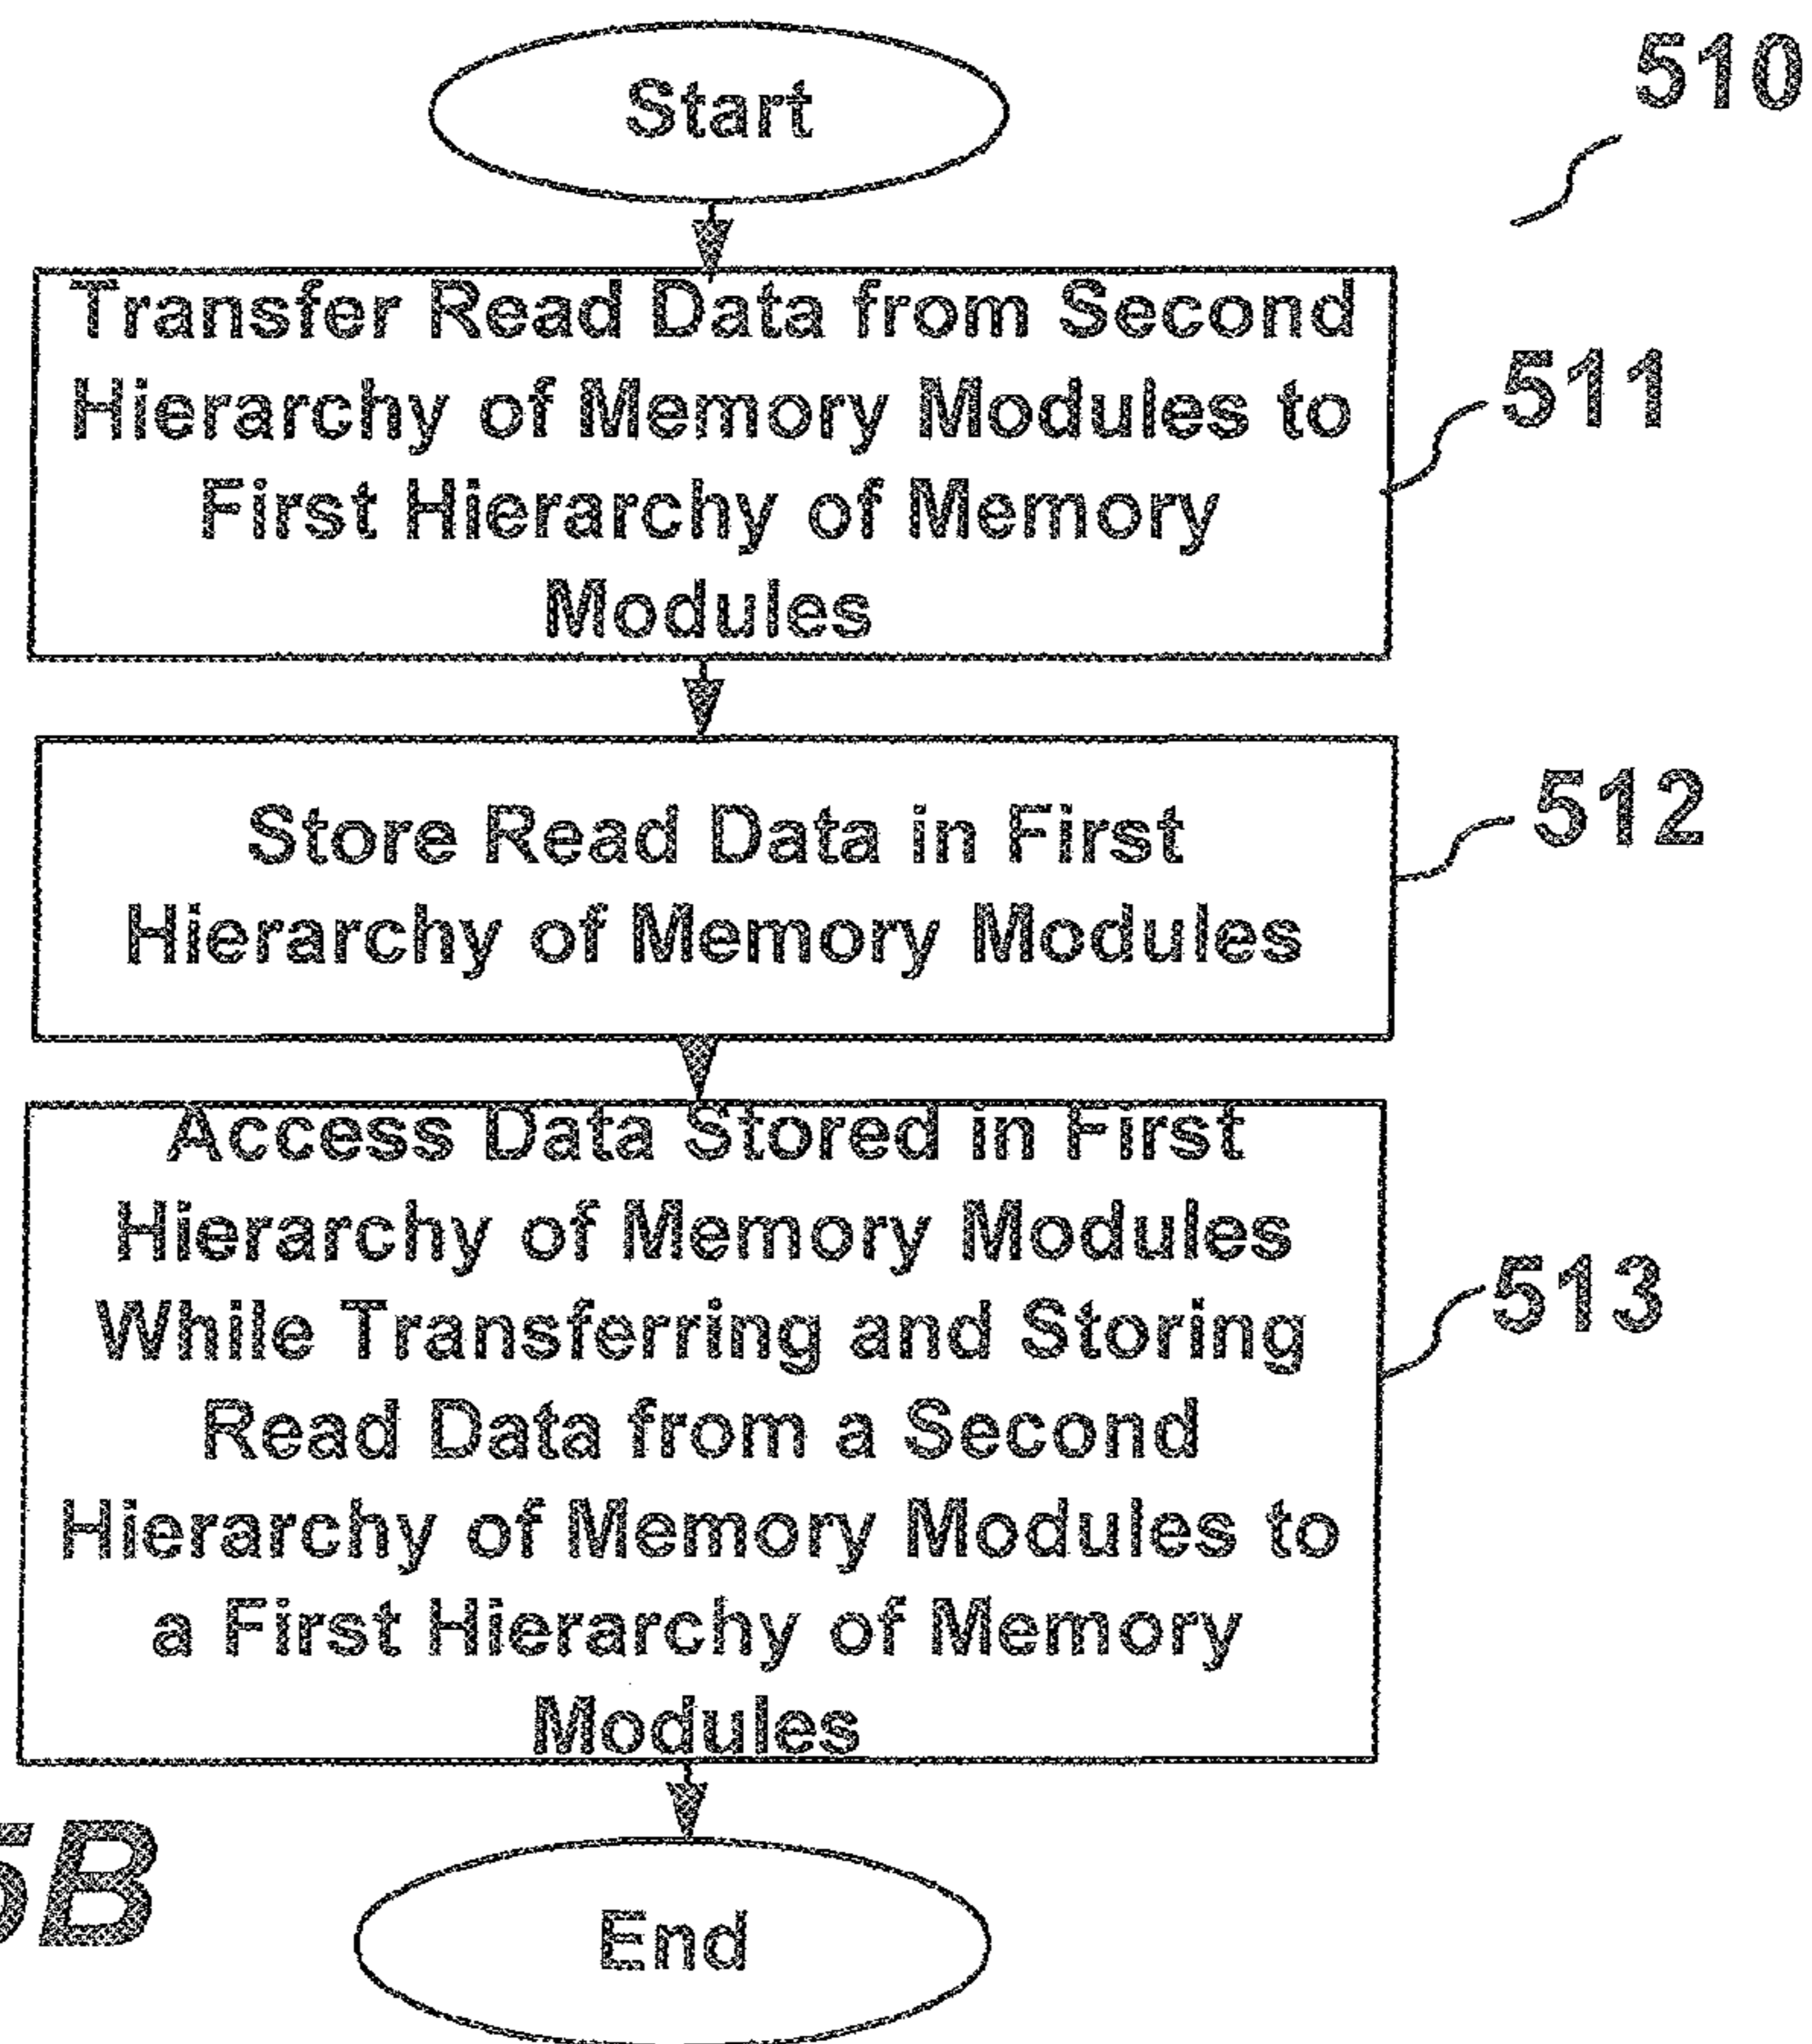 Start
510
Transfer Read Data from Second
Hierarchy of Memory Modules to
First Hierarchy of Memory
Modules
511
Store Read Data in First
Hierarchy of Memory Modules
512
Access Data Stored in First
Hierarchy of Memory Modules
While Transferring and Storing
Read Data from a Second
Hierarchy of Memory Modules to
a First Hierarchy of Memory
Modules
513
5B
End